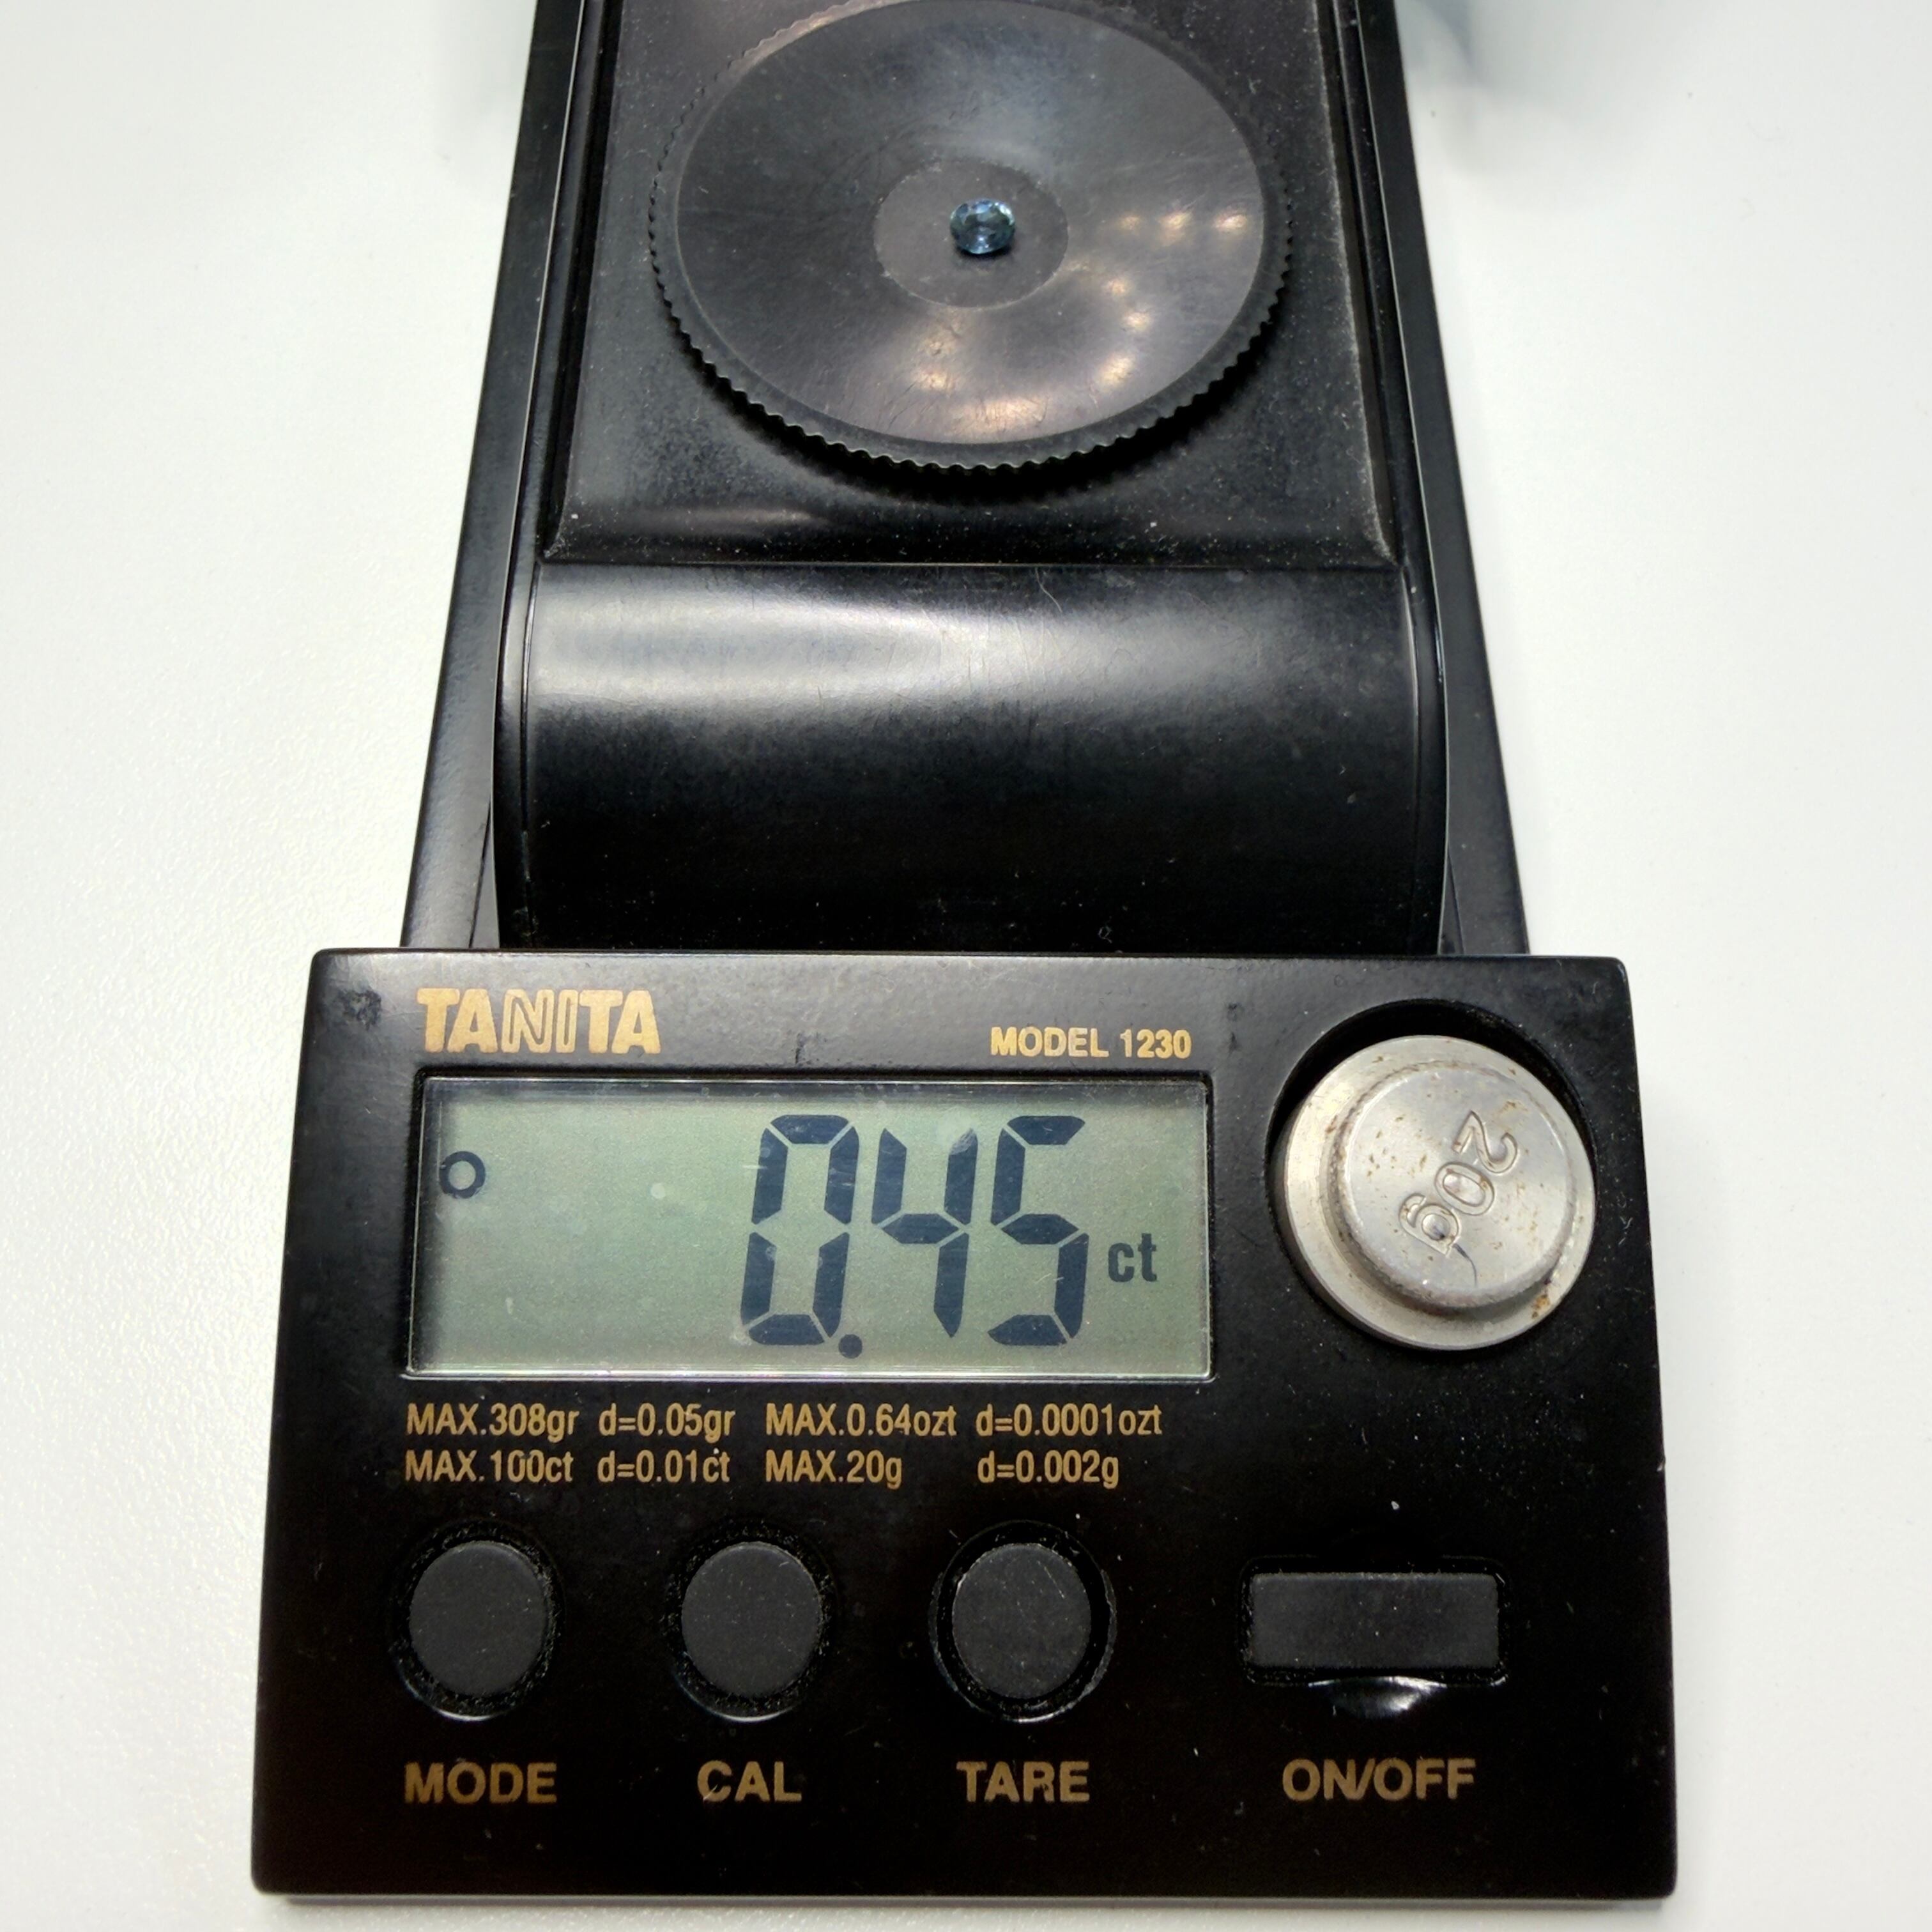 TANITA
MODEL 1230
0.45 ct
20g
MAX.308gr d=0.05gr MAX.0.64ozt d=0.0001ozt
MAX.100ct d=0.01ct MAX.20g d=0.002g
MODE CAL TARE ON/OFF